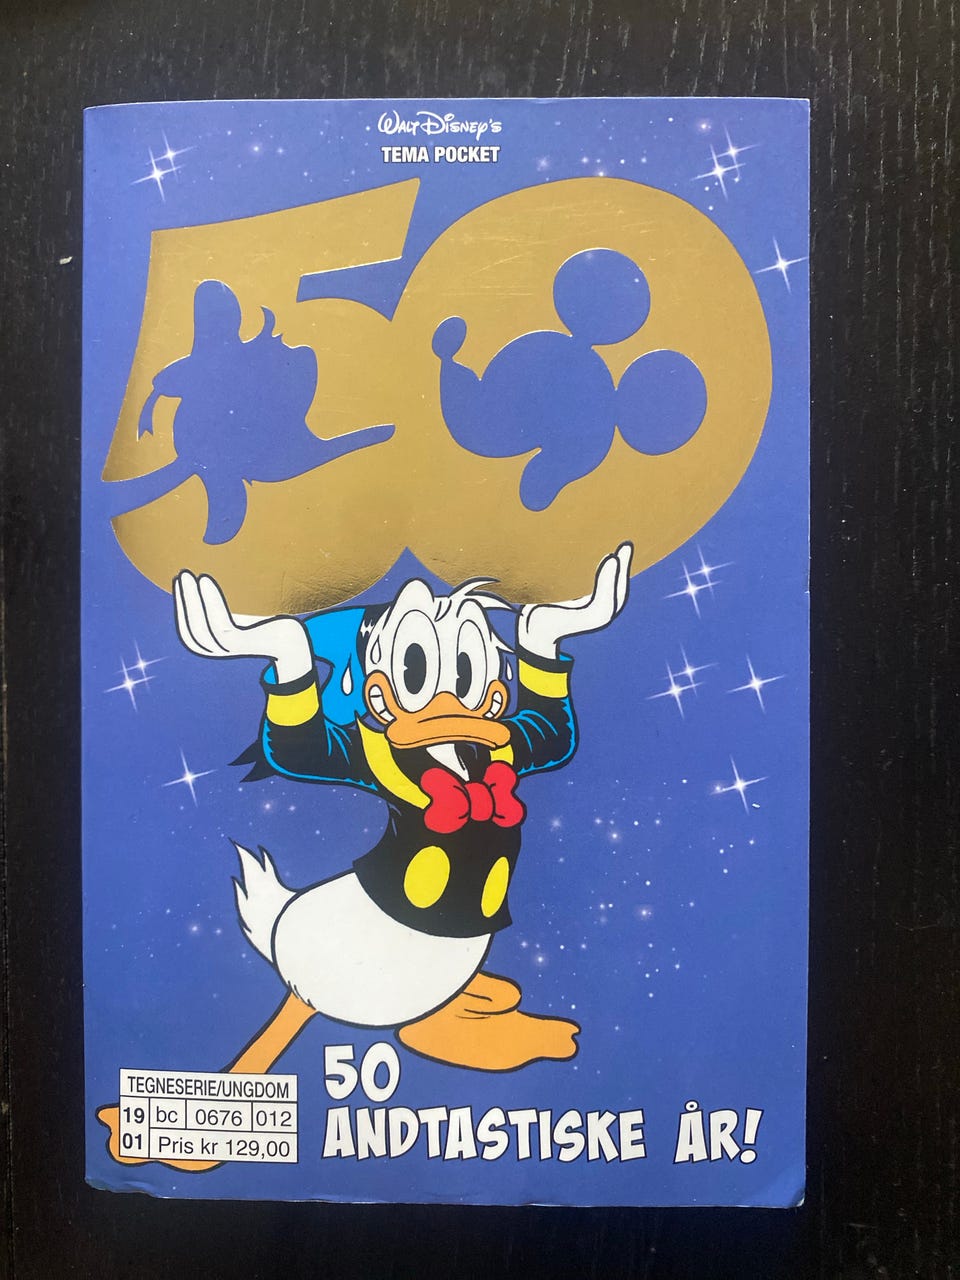 WALT DISNEY'S
TEMA POCKET
50
50
ANDTASTISKE ÅR!
TEGNESERIE/UNGDOM
19 bc 0676 012
01 Pris kr 129,00